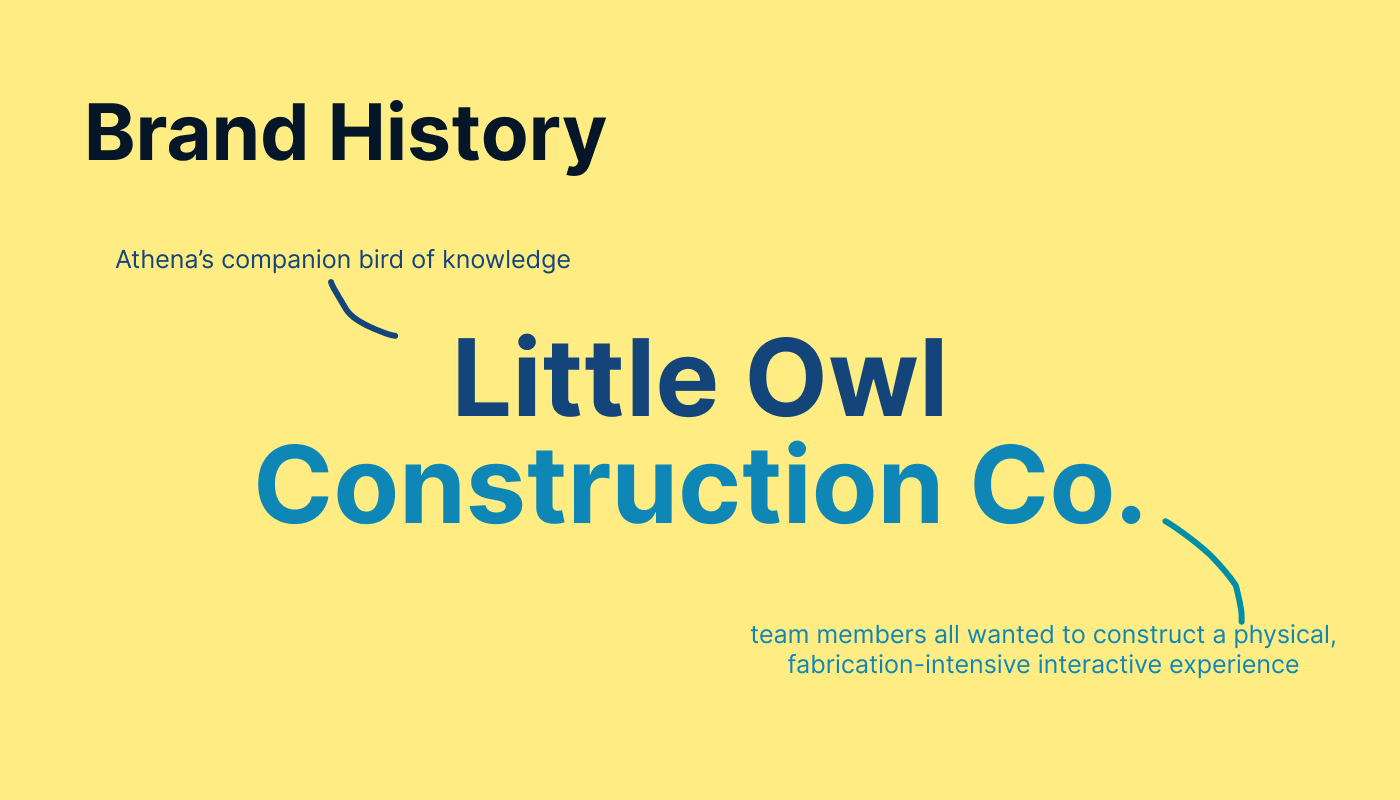 Brand History
Athena’s companion bird of knowledge
Little Owl
Construction Co.
team members all wanted to construct a physical,
fabrication-intensive interactive experience